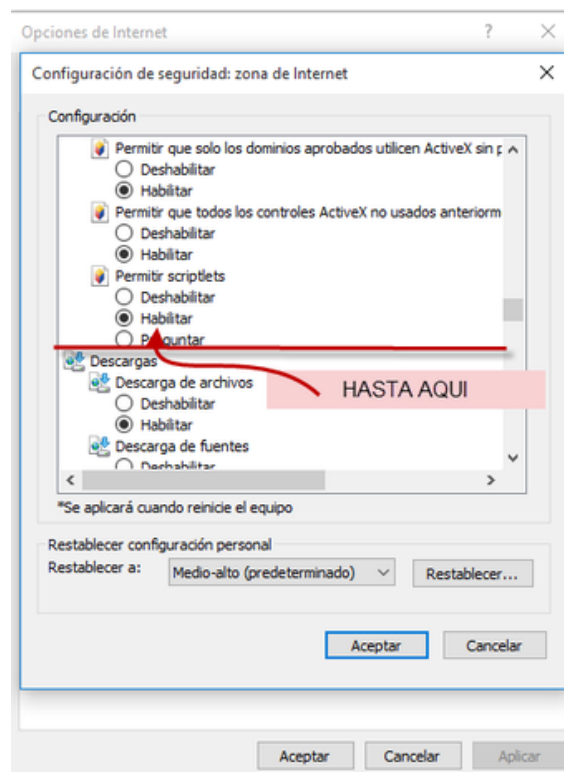 Opciones de Internet
Configuración de seguridad: zona de Internet
Configuración
Permitir que solo los dominios aprobados utilicen ActiveX sin
Deshabilitar
Habilitar
Permitir que todos los controles ActiveX no usados anteriorm
Deshabilitar
Habilitar
Permitir scriptlets
Deshabilitar
Habilitar
Preguntar
Descargas
Descarga de archivos
HASTA AQUI
Deshabilitar
Habilitar
Descarga de fuentes
Deshabilitar
*Se aplicará cuando reinicie el equipo
Restablecer configuración personal
Restablecer a: Medio-alto (predeterminado) Restablecer...
Aceptar Cancelar
Aceptar Cancelar Aplicar